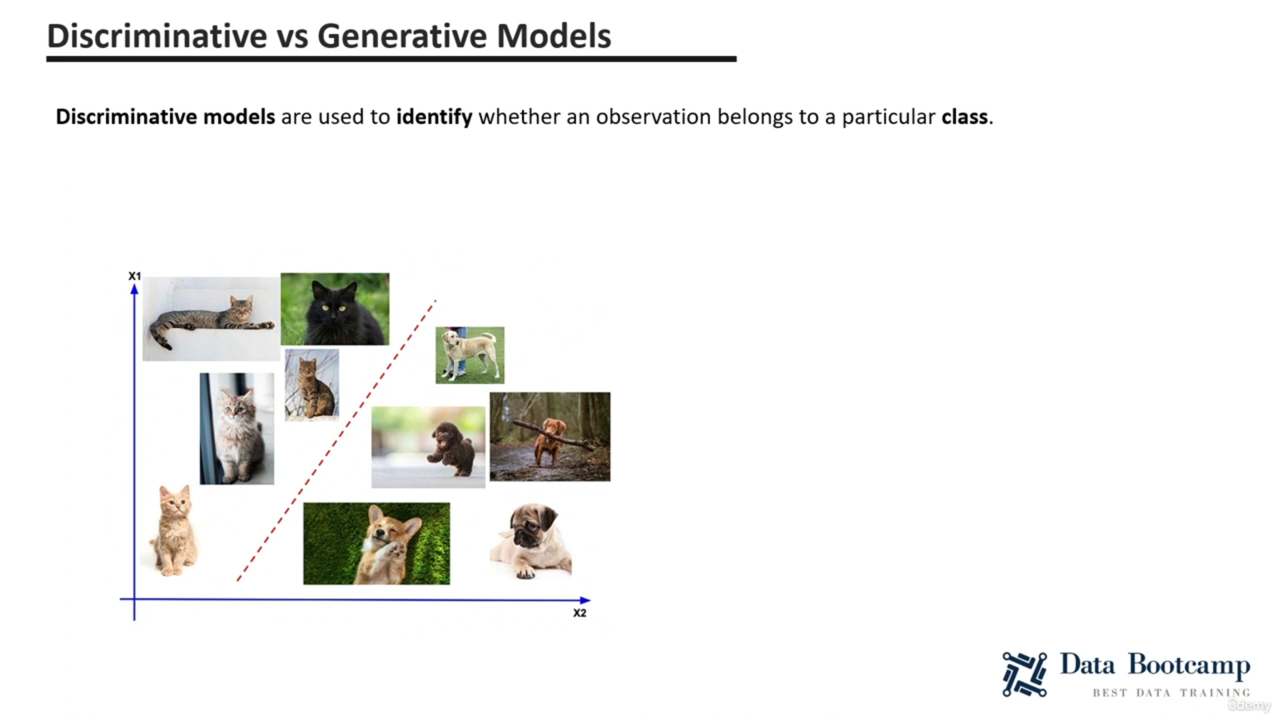 Discriminative vs Generative Models
Discriminative models are used to identify whether an observation belongs to a particular class.
X1
X2
Data Bootcamp
BEST DATA TRAINING
ûdemy